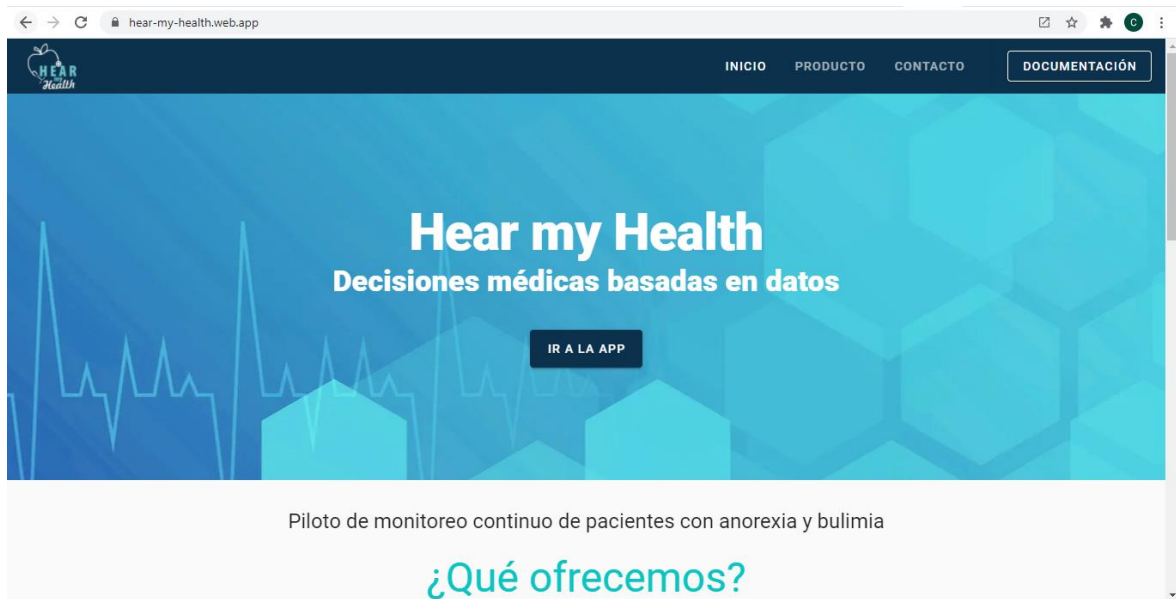 hear-my-health.web.app
C
HEAR
my
Health
INICIO PRODUCTO CONTACTO DOCUMENTACIÓN
Hear my Health
Decisiones médicas basadas en datos
IR A LA APP
Piloto de monitoreo continuo de pacientes con anorexia y bulimia
¿Qué ofrecemos?